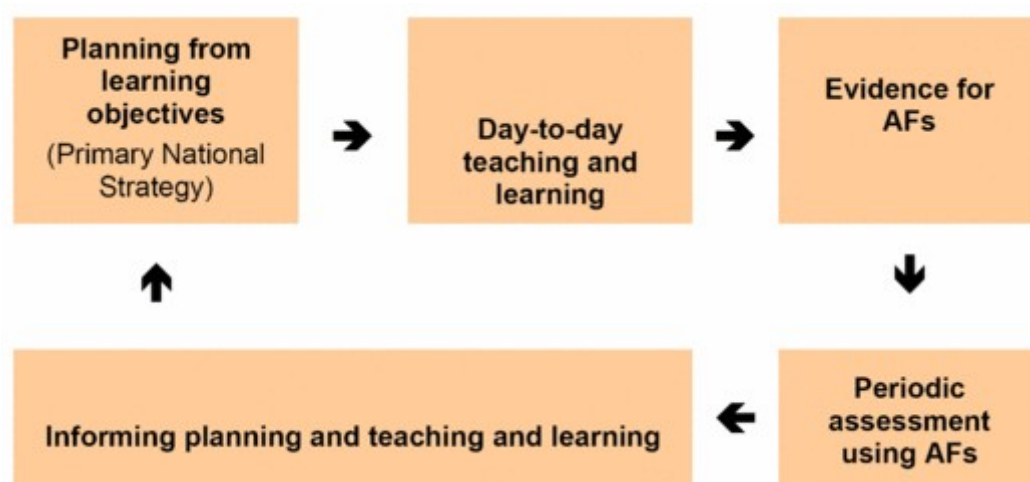 Planning from
learning
objectives
(Primary National
Strategy)
Day-to-day
teaching and
learning
Evidence for
AFs
Periodic
assessment
using AFs
Informing planning and teaching and learning